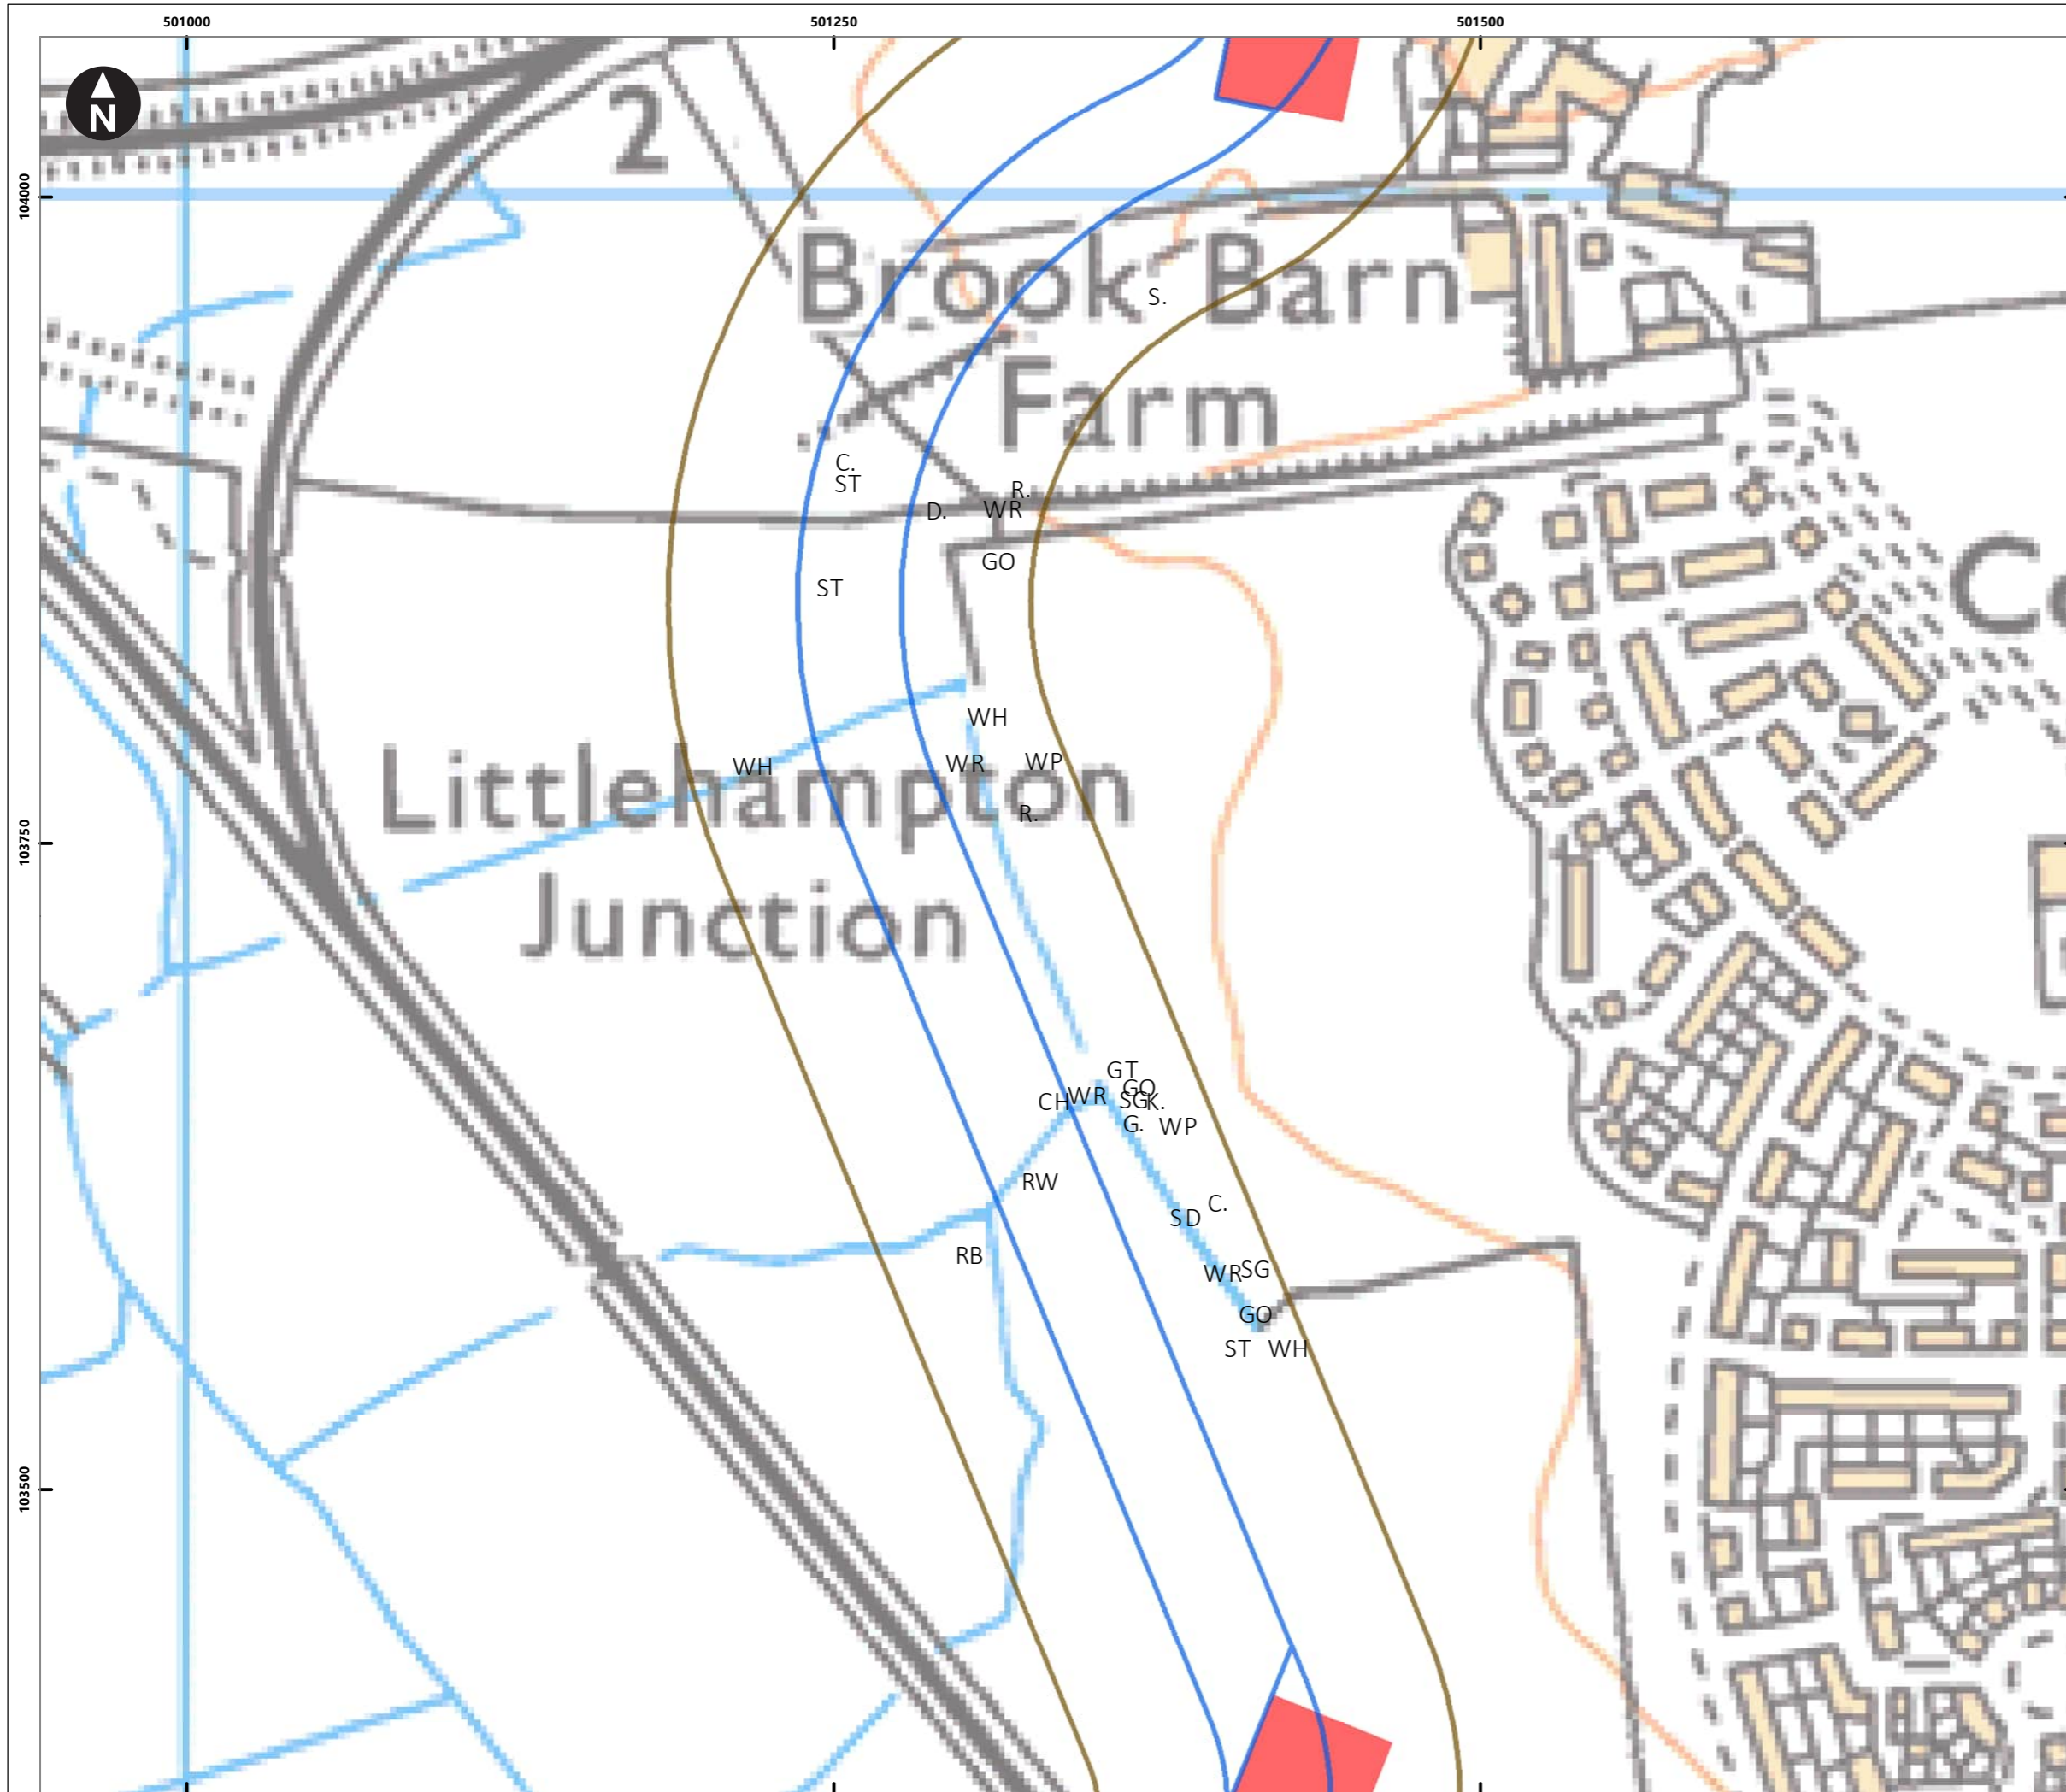 501000
501250
501500
N
2
104000
Brook Barn
S.
Farm
C.
ST
R.
D.
WR
GO
ST
Co
WH
WR
WP
WH
Littlehampton
R.
103750
Junction
GT
GO
CH
WR
SG
K.
G.
WP
RW
C.
SD
RB
WR
SG
GO
ST
WH
103500